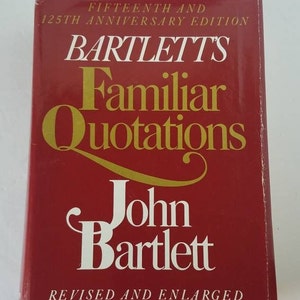 FIFTEENTH AND
125TH ANNIVERSARY EDITION
BARTLETT'S
Familiar
Quotations
John
Bartlett
REVISED AND ENLARGED